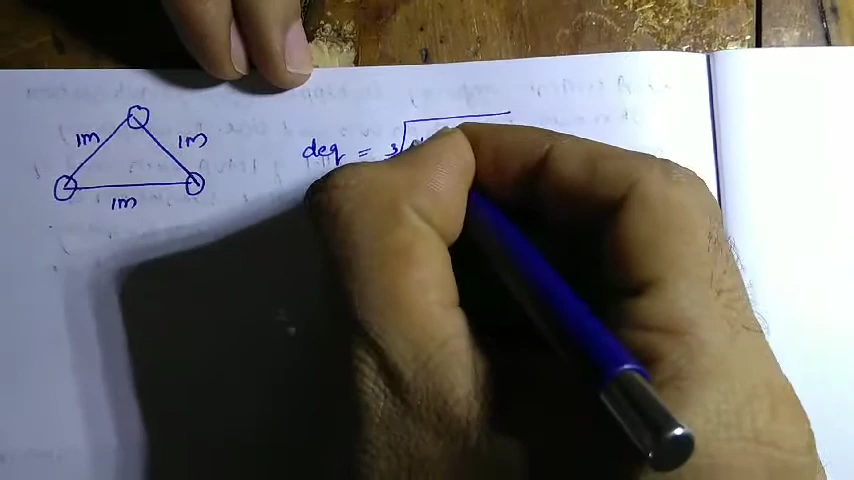 1m 1m
deq = 3√
1m